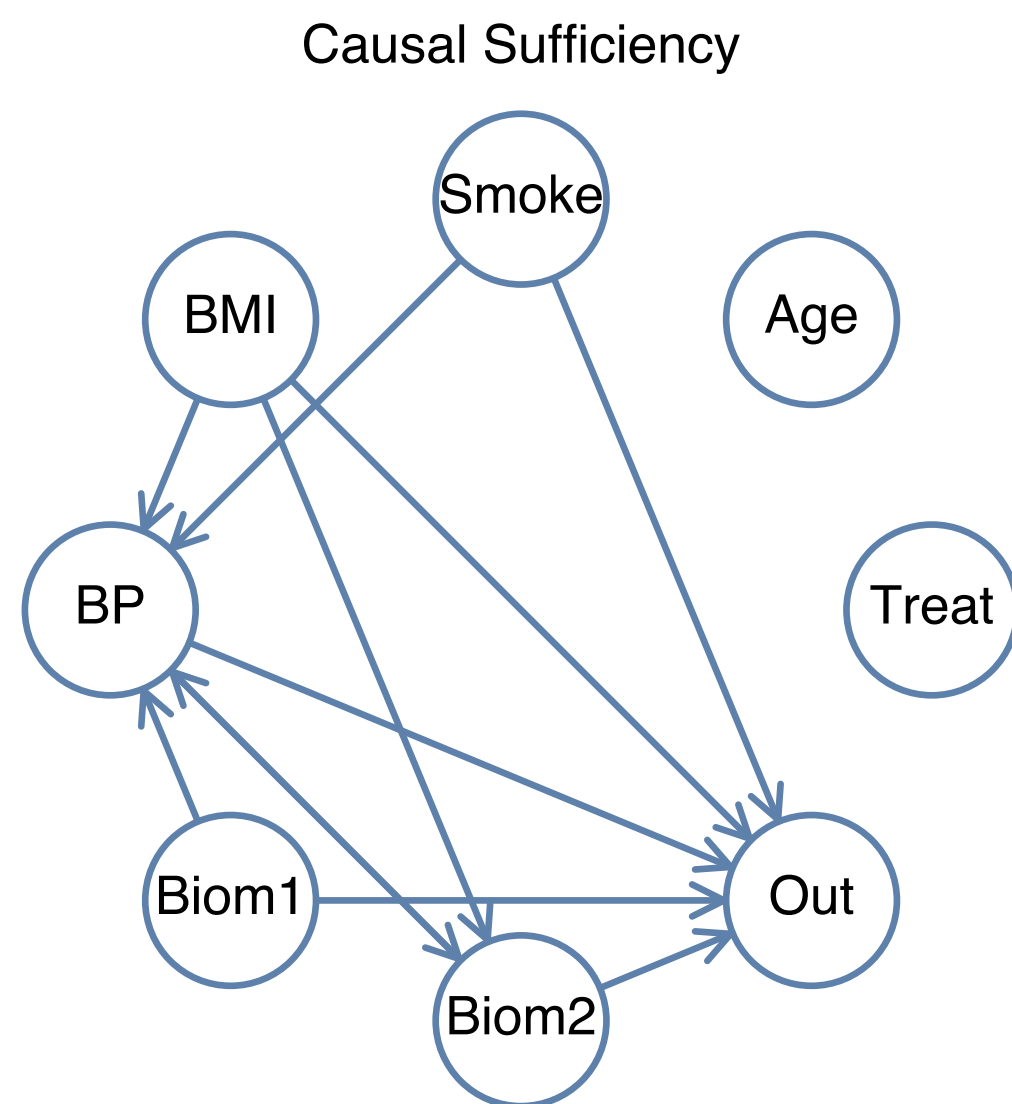 Causal Sufficiency
Smoke
BMI
Age
BP
Treat
Biom1
Out
Biom2